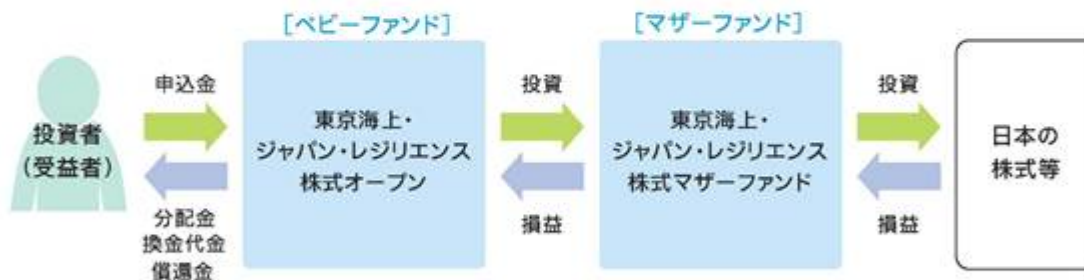 [ベビーファンド]
[マザーファンド]
申込金
投資
投資
投資者
(受益者)
東京海上・
ジャパン・レジリエンス
株式オープン
東京海上・
ジャパン・レジリエンス
株式マザーファンド
日本の
株式等
分配金
換金代金
償還金
損益
損益